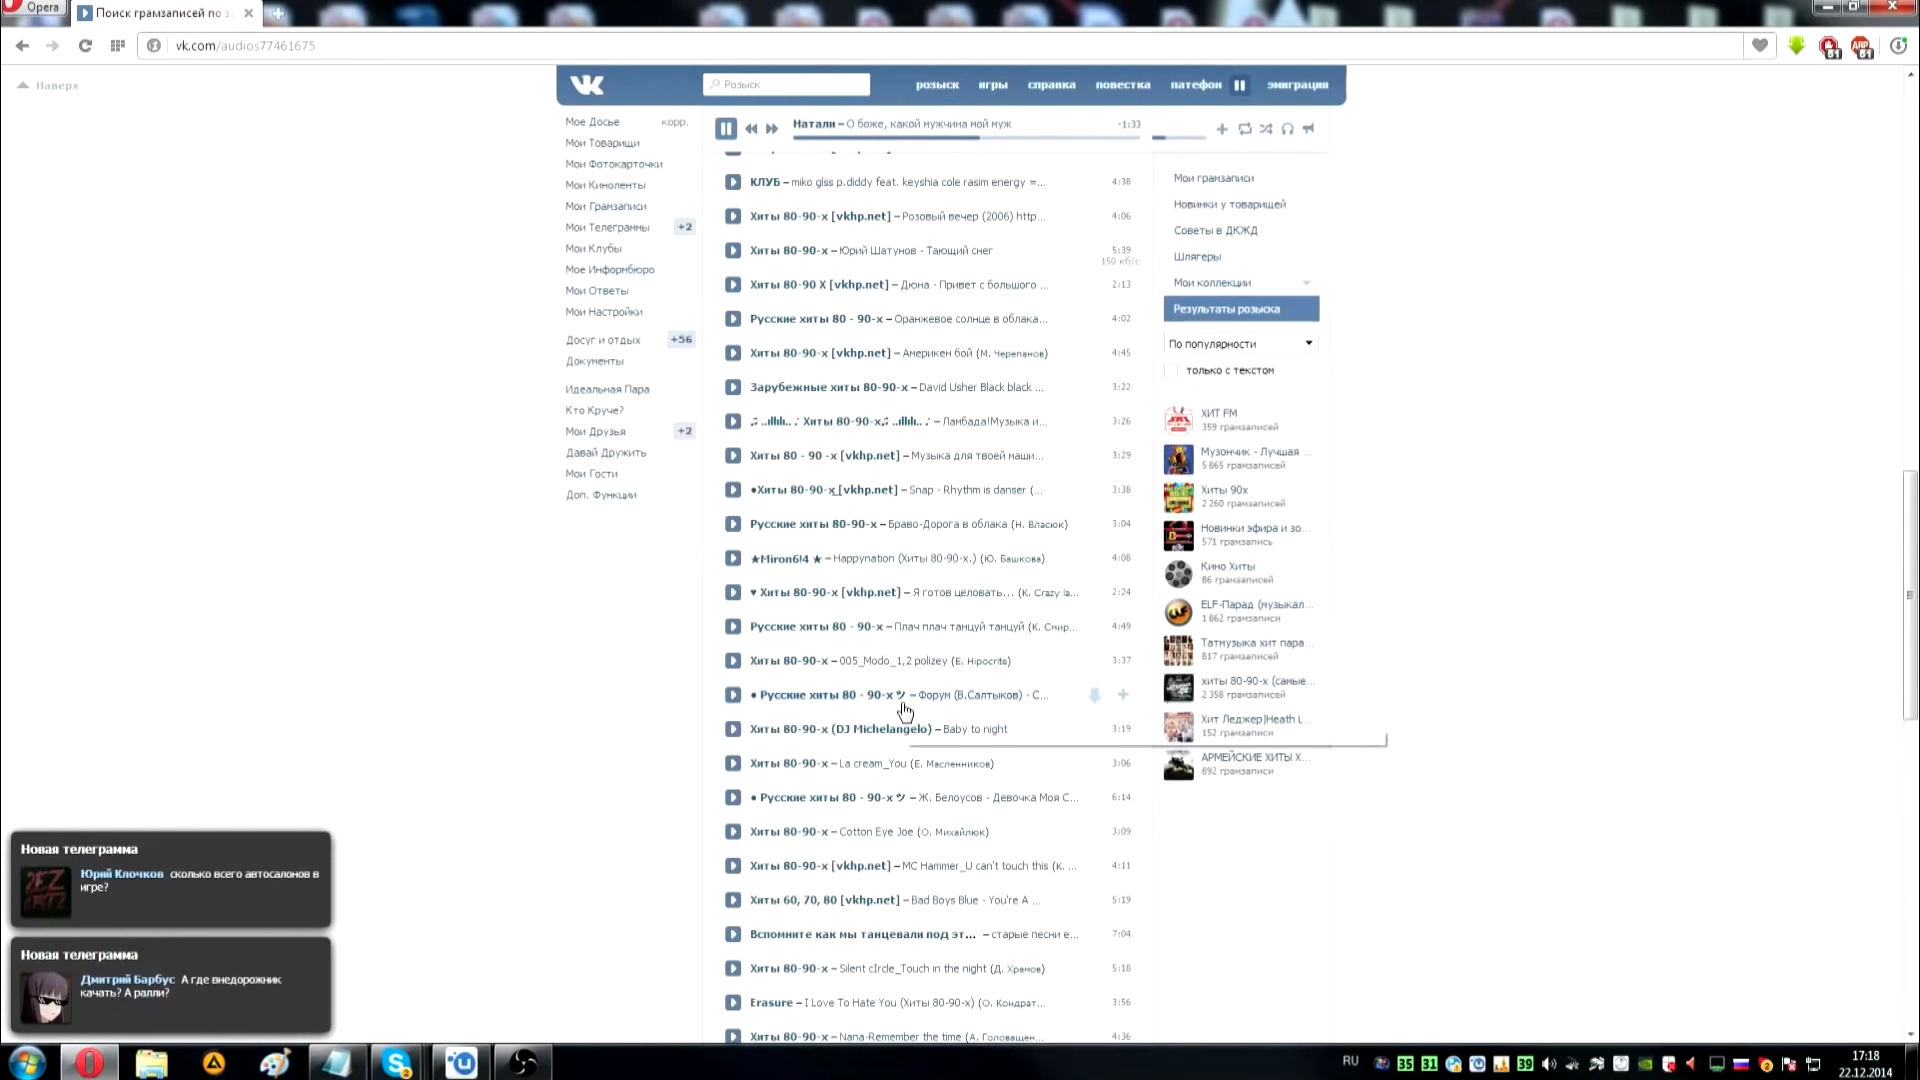 Opera
Поиск грамзаписей по з
vk.com/audios77461675
Наверх
Розыск
розыск
игры
справка
повестка
патефон
эмиграция
Мое Досье
корр.
Мои Товарищи
Мои Фотокарточки
Мои Киноленты
Мои Грамзаписи
Мои Телеграммы
+2
Мои Клубы
Мое Информбюро
Мои Ответы
Мои Настройки
Досуг и отдых
+56
Документы
Идеальная Пара
Кто Круче?
Мои Друзья
+2
Давай Дружить
Мои Гости
Доп. Функции
Натали – О боже, какой мужчина мой муж
-1:33
КЛУБ – miko glss p.diddy feat. keyshia cole rasim energy =...
4:38
Хиты 80-90-х [vkhp.net] – Розовый вечер (2006) http...
4:06
Хиты 80-90-х – Юрий Шатунов - Тающий снег
5:39
150 кб/с
Хиты 80-90 Х [vkhp.net] – Дюна - Привет с большого ...
2:13
Русские хиты 80 - 90-х – Оранжевое солнце в облака...
4:02
Хиты 80-90-х [vkhp.net] – Америкен бой (М. Черепанов)
4:45
Зарубежные хиты 80-90-х – David Usher Black black ...
3:22
♫ ..ıllılı.. ♪ Хиты 80-90-х♫ ..ıllılı.. ♪ – Ламбада!Музыка и...
3:26
Хиты 80 - 90 -х [vkhp.net] – Музыка для твоей маши...
3:29
●Хиты 80-90-х_[vkhp.net] – Snap - Rhythm is danser (...
3:38
Русские хиты 80-90-х – Браво-Дорога в облака (Н. Власюк)
3:04
★Miron6!4 ★ – Happynation (Хиты 80-90-х.) (Ю. Башкова)
4:08
♥ Хиты 80-90-х [vkhp.net] – Я готов целовать... (К. Crazy la...
2:24
Русские хиты 80 - 90-х – Плач плач танцуй танцуй (К. Смир...
4:49
Хиты 80-90-х – 005_Modo_1,2 polizey (Е. Hipocrite)
3:37
● Русские хиты 80 - 90-х ツ – Форум (В.Салтыков) - С...
Хиты 80-90-х (DJ Michelangelo) – Baby to night
3:19
Хиты 80-90-х – La cream_You (Е. Масленников)
3:06
● Русские хиты 80 - 90-х ツ – Ж. Белоусов - Девочка Моя С...
6:14
Хиты 80-90-х – Cotton Eye Joe (О. Михайлюк)
3:09
Хиты 80-90-х [vkhp.net] – MC Hammer_U can't touch this (К. ...
4:11
Хиты 60, 70, 80 [vkhp.net] – Bad Boys Blue - You're A ...
5:19
Вспомните как мы танцевали под эт... – старые песни е...
7:04
Хиты 80-90-х – Silent cIrcle_Touch in the night (Д. Храмов)
5:18
Erasure – I Love To Hate You (Хиты 80-90-х) (О. Кондрат...
3:56
Хиты 80-90-х – Nana-Remember the time (А. Головащен...
4:36
Мои грамзаписи
Новинки у товарищей
Советы в ДКЖД
Шлягеры
Мои коллекции
Результаты розыска
По популярности
только с текстом
ХИТ FM
359 грамзаписей
Музончик - Лучшая ...
5 865 грамзаписей
Хиты 90х
2 260 грамзаписей
Новинки эфира и зо...
571 грамзапись
Кино Хиты
86 грамзаписей
ELF-Парад (музыкал...
1 862 грамзаписи
Татмузыка хит пара...
817 грамзаписей
хиты 80-90-х (самые...
2 358 грамзаписей
Хит Леджер|Heath L...
152 грамзаписи
АРМЕЙСКИЕ ХИТЫ Х...
892 грамзаписи
Новая телеграмма
Юрий Клочков сколько всего автосалонов в
игре?
Новая телеграмма
Дмитрий Барбус А где внедорожник
качать? А ралли?
RU
35
31
39
17:18
22.12.2014